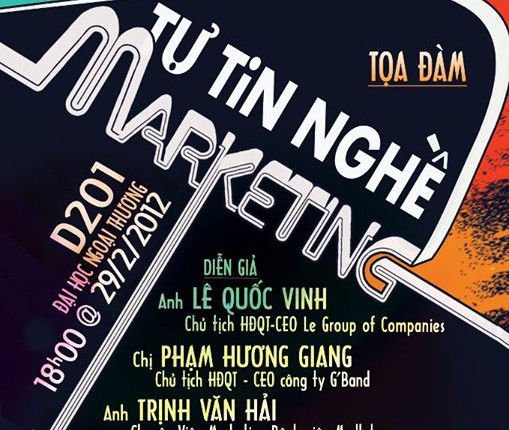 TỌA ĐÀM
TỰ TiN NGHỀ
MARKETING
D201
ĐẠI HỌC NGOẠI THƯƠNG
18h00 @ 29/2/2012
DIỄN GIẢ
Anh LÊ QUỐC VINH
Chủ tịch HĐQT-CEO Le Group of Companies
Chị PHẠM HƯƠNG GIANG
Chủ tịch HĐQT - CEO công ty G'Band
Anh TRỊNH VĂN HẢI